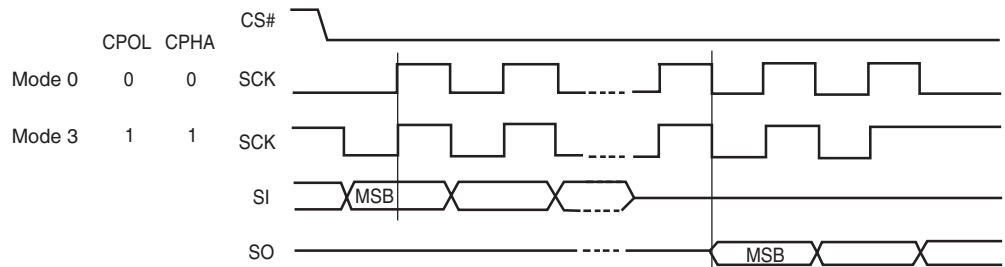 CS#
CPOL CPHA
Mode 0 0 0 SCK
Mode 3 1 1 SCK
SI MSB
SO MSB